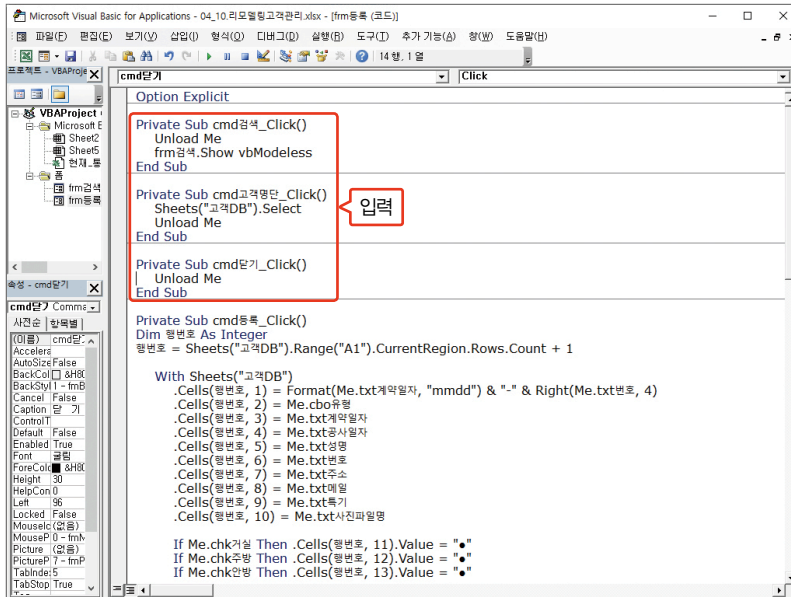 Microsoft Visual Basic for Applications - 04_10.리모델링고객관리.xlsx - [frm등록 (코드)]
파일(F) 편집(E) 보기(V) 삽입(I) 형식(O) 디버그(D) 실행(R) 도구(T) 추가 기능(A) 창(W) 도움말(H)
14행, 1열
프로젝트 - VBAProje
cmd닫기
Click
VBAProject
Microsoft E
Sheet2
Sheet5
현재_통
폼
frm검색
frm등록
Option Explicit
Private Sub cmd검색_Click()
Unload Me
frm검색.Show vbModeless
End Sub
Private Sub cmd고객명단_Click()
Sheets("고객DB").Select
Unload Me
End Sub
입력
Private Sub cmd닫기_Click()
Unload Me
End Sub
Private Sub cmd등록_Click()
Dim 행번호 As Integer
행번호 = Sheets("고객DB").Range("A1").CurrentRegion.Rows.Count + 1
With Sheets("고객DB")
.Cells(행번호, 1) = Format(Me.txt계약일자, "mmdd") & "-" & Right(Me.txt번호, 4)
.Cells(행번호, 2) = Me.cbo유형
.Cells(행번호, 3) = Me.txt계약일자
.Cells(행번호, 4) = Me.txt공사일자
.Cells(행번호, 5) = Me.txt성명
.Cells(행번호, 6) = Me.txt번호
.Cells(행번호, 7) = Me.txt주소
.Cells(행번호, 8) = Me.txt메일
.Cells(행번호, 9) = Me.txt특기
.Cells(행번호, 10) = Me.txt사진파일명
If Me.chk거실 Then .Cells(행번호, 11).Value = "●"
If Me.chk주방 Then .Cells(행번호, 12).Value = "●"
If Me.chk안방 Then .Cells(행번호, 13).Value = "●"
속성 - cmd닫기
cmd닫기 Comma
사전순 항목별
(이름) cmd닫
Accelera
AutoSize False
BackCol &H80
BackStyl 1 - fmB
Cancel False
Caption 닫 기
ControlT
Default False
Enabled True
Font 굴림
ForeColo &H80
Height 30
HelpCon 0
Left 96
Locked False
MouseIc (없음)
MouseP 0 - fmM
Picture (없음)
PictureP 7 - fmP
TabInde 5
TabStop True